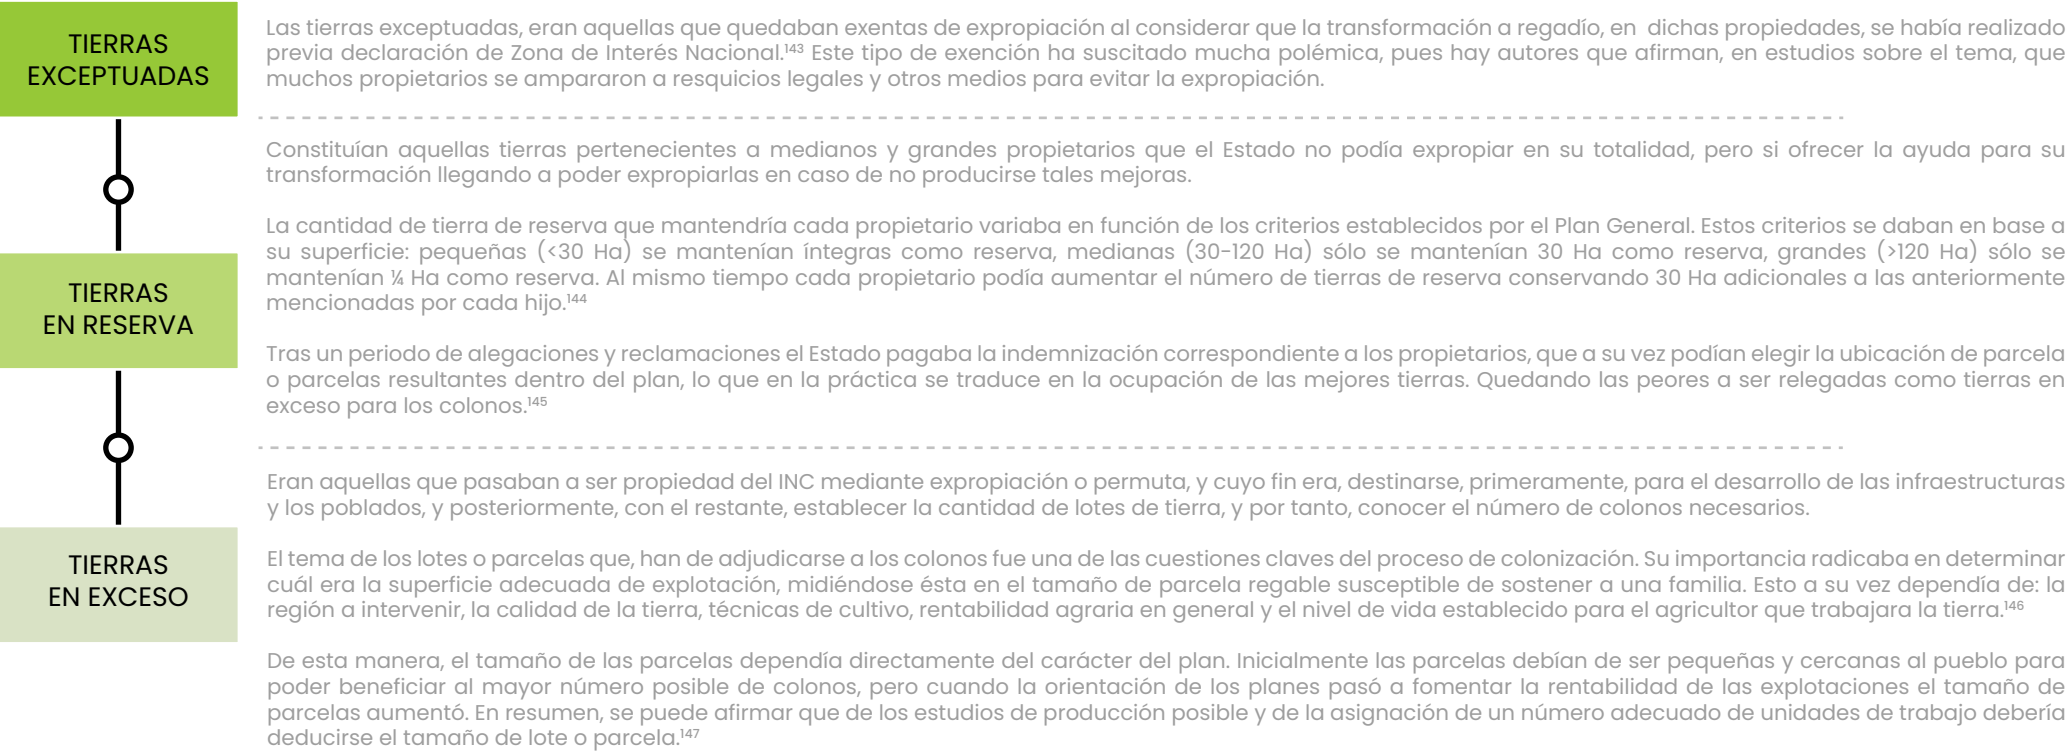 TIERRAS
EXCEPTUADAS
Las tierras exceptuadas, eran aquellas que quedaban exentas de expropiación al considerar que la transformación a regadío, en dichas propiedades, se había realizado
previa declaración de Zona de Interés Nacional.¹⁴³ Este tipo de exención ha suscitado mucha polémica, pues hay autores que afirman, en estudios sobre el tema, que
muchos propietarios se ampararon a resquicios legales y otros medios para evitar la expropiación.
TIERRAS
EN RESERVA
Constituían aquellas tierras pertenecientes a medianos y grandes propietarios que el Estado no podía expropiar en su totalidad, pero si ofrecer la ayuda para su
transformación llegando a poder expropiarlas en caso de no producirse tales mejoras.
La cantidad de tierra de reserva que mantendría cada propietario variaba en función de los criterios establecidos por el Plan General. Estos criterios se daban en base a
su superficie: pequeñas (<30 Ha) se mantenían íntegras como reserva, medianas (30-120 Ha) sólo se mantenían 30 Ha como reserva, grandes (>120 Ha) sólo se
mantenían ¼ Ha como reserva. Al mismo tiempo cada propietario podía aumentar el número de tierras de reserva conservando 30 Ha adicionales a las anteriormente
mencionadas por cada hijo.¹⁴⁴
Tras un periodo de alegaciones y reclamaciones el Estado pagaba la indemnización correspondiente a los propietarios, que a su vez podían elegir la ubicación de parcela
o parcelas resultantes dentro del plan, lo que en la práctica se traduce en la ocupación de las mejores tierras. Quedando las peores a ser relegadas como tierras en
exceso para los colonos.¹⁴⁵
TIERRAS
EN EXCESO
Eran aquellas que pasaban a ser propiedad del INC mediante expropiación o permuta, y cuyo fin era, destinarse, primeramente, para el desarrollo de las infraestructuras
y los poblados, y posteriormente, con el restante, establecer la cantidad de lotes de tierra, y por tanto, conocer el número de colonos necesarios.
El tema de los lotes o parcelas que, han de adjudicarse a los colonos fue una de las cuestiones claves del proceso de colonización. Su importancia radicaba en determinar
cuál era la superficie adecuada de explotación, midiéndose ésta en el tamaño de parcela regable susceptible de sostener a una familia. Esto a su vez dependía de: la
región a intervenir, la calidad de la tierra, técnicas de cultivo, rentabilidad agraria en general y el nivel de vida establecido para el agricultor que trabajara la tierra.¹⁴⁶
De esta manera, el tamaño de las parcelas dependía directamente del carácter del plan. Inicialmente las parcelas debían de ser pequeñas y cercanas al pueblo para
poder beneficiar al mayor número posible de colonos, pero cuando la orientación de los planes pasó a fomentar la rentabilidad de las explotaciones el tamaño de
parcelas aumentó. En resumen, se puede afirmar que de los estudios de producción posible y de la asignación de un número adecuado de unidades de trabajo debería
deducirse el tamaño de lote o parcela.¹⁴⁷